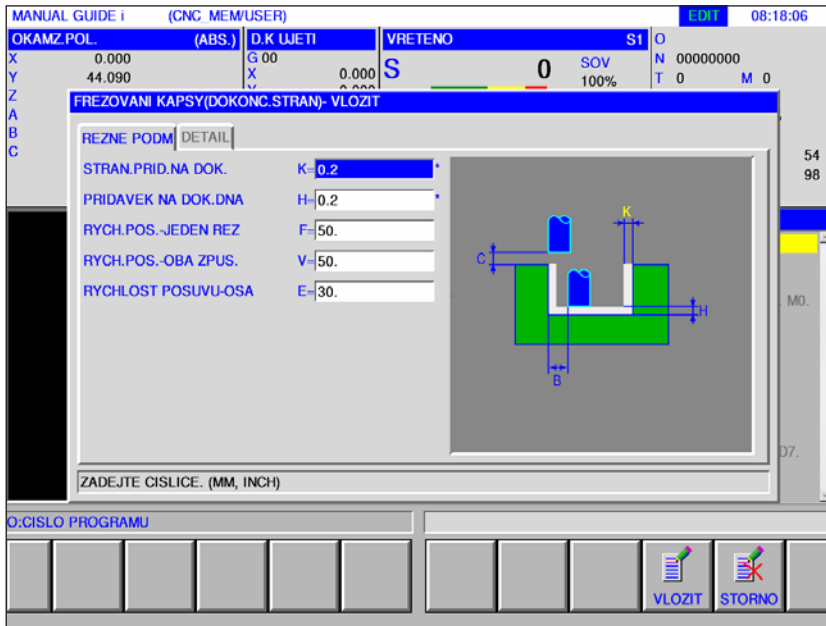 MANUAL GUIDE i (CNC_MEM/USER) EDIT 08:18:06
OKAMZ.POL. (ABS.) D.K UJETI VRETENO S1 O
X 0.000 G 00 N 00000000
Y 44.090 X 0.000 S 0 SOV 100% T 0 M 0
Z
A
B
C
54
98
FREZOVANI KAPSY(DOKONC.STRAN)- VLOZIT
REZNE PODM DETAIL
STRAN.PRID.NA DOK. K=0.2 *
PRIDAVEK NA DOK.DNA H=0.2 *
RYCH.POS.-JEDEN REZ F=50.
RYCH.POS.-OBA ZPUS. V=50.
RYCHLOST POSUVU-OSA E=30.
K
C
H
B
M0.
D7.
ZADEJTE CISLICE. (MM, INCH)
O:CISLO PROGRAMU
VLOZIT STORNO